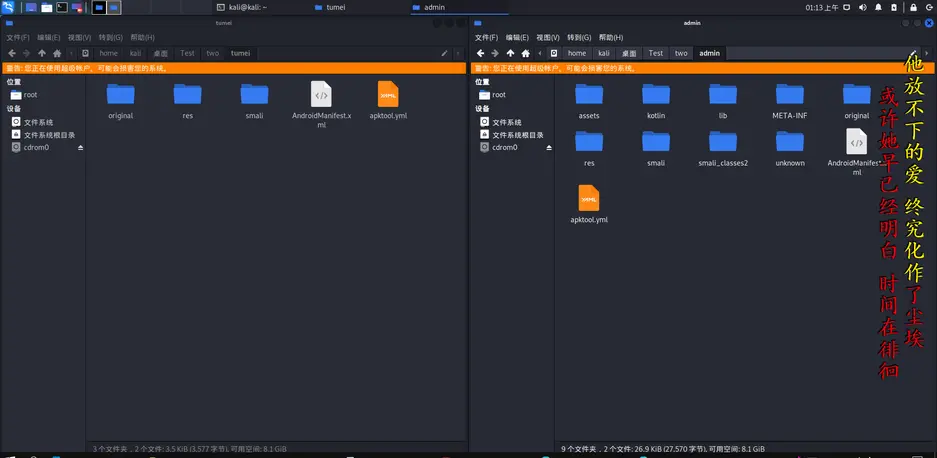 kali@kali: ~
tumei
admin
01:13 上午
tumei
文件(F) 编辑(E) 视图(V) 转到(G) 帮助(H)
home kali 桌面 Test two tumei
警告: 您正在使用超级帐户，可能会损害您的系统。
位置
root
设备
文件系统
文件系统根目录
cdrom0
original
res
smali
AndroidManifest.xml
apktool.yml
3 个文件夹，2 个文件: 3.5 KiB (3,577 字节), 可用空间: 8.1 GiB
admin
文件(F) 编辑(E) 视图(V) 转到(G) 帮助(H)
home kali 桌面 Test two admin
警告: 您正在使用超级帐户，可能会损害您的系统。
位置
root
设备
文件系统
文件系统根目录
cdrom0
assets
kotlin
lib
META-INF
original
res
smali
smali_classes2
unknown
AndroidManifest.xml
apktool.yml
9 个文件夹，2 个文件: 26.9 KiB (27,570 字节), 可用空间: 8.1 GiB
他放不下的爱 终究化作了尘埃
或许她早已经明白 时间在徘徊